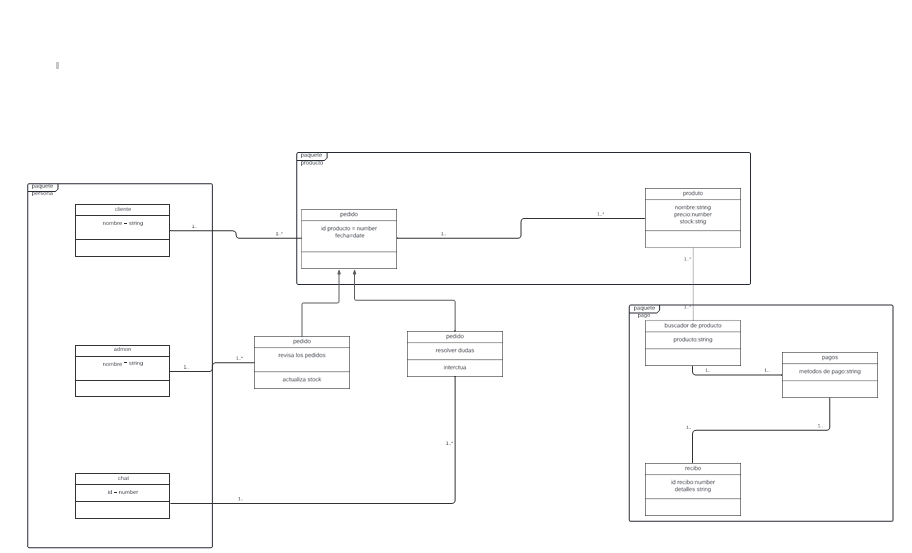 paquete
producto
paquete
persona
cliente
nombre = string
1..
1..*
pedido
id producto = number
fecha=date
1..
1..*
produto
nombre:string
precio:number
stock:strig
1..*
1..*
paquete
pago
buscador de producto
producto:string
1..
1..
pagos
metodos de pago:string
1..
1..
recibo
id recibo:number
detalles string
admon
nombre = string
1..
1..*
pedido
revisa los pedidos
actualiza stock
pedido
resolver dudas
interctua
1..*
chat
id = number
1..